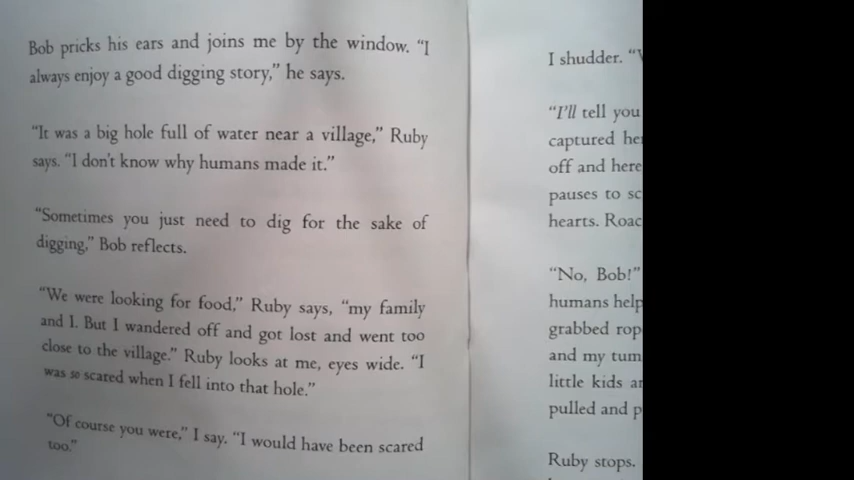 Bob pricks his ears and joins me by the window. “I
always enjoy a good digging story,” he says.
“It was a big hole full of water near a village,” Ruby
says. “I don’t know why humans made it.”
“Sometimes you just need to dig for the sake of
digging,” Bob reflects.
“We were looking for food,” Ruby says, “my family
and I. But I wandered off and got lost and went too
close to the village.” Ruby looks at me, eyes wide. “I
was so scared when I fell into that hole.”
“Of course you were,” I say. “I would have been scared
too.”
I shudder.
“I’ll tell you
captured
off and here
pauses to
hearts.
“No, Bob!”
humans
grabbed
and my
little kids
pulled and
Ruby stops.